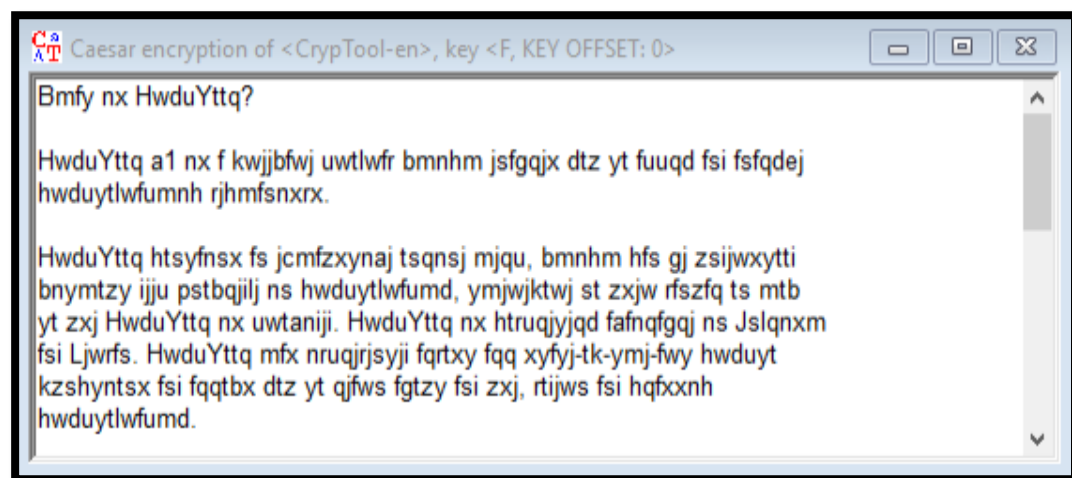 Caesar encryption of <CrypTool-en>, key <F, KEY OFFSET: 0>
Bmfy nx HwduYttq?
HwduYttq a1 nx f kwjjbfwj uwtlwfr bmnhm jsfgqjx dtz yt fuuqd fsi fsfqdej
hwduytlwfumnh rjhmfsnxrx.
HwduYttq htsyfnsx fs jcmfzxynaj tsqnsj mjqu, bmnhm hfs gj zsijwxytti
bnymtzy ijju pstbqjilj ns hwduytlwfumd, ymjwjktwj st zxjw rfszfq ts mtb
yt zxj HwduYttq nx uwtaniji. HwduYttq nx htruqjyjqd fafnqfgqj ns Jslqnxm
fsi Ljwrfs. HwduYttq mfx nruqjrjsyji fqrtxy fqq xyfyj-tk-ymj-fwy hwduyt
kzshyntsx fsi fqqtbx dtz yt qjfws fgtzy fsi zxj, rtijws fsi hqfxxnh
hwduytlwfumd.